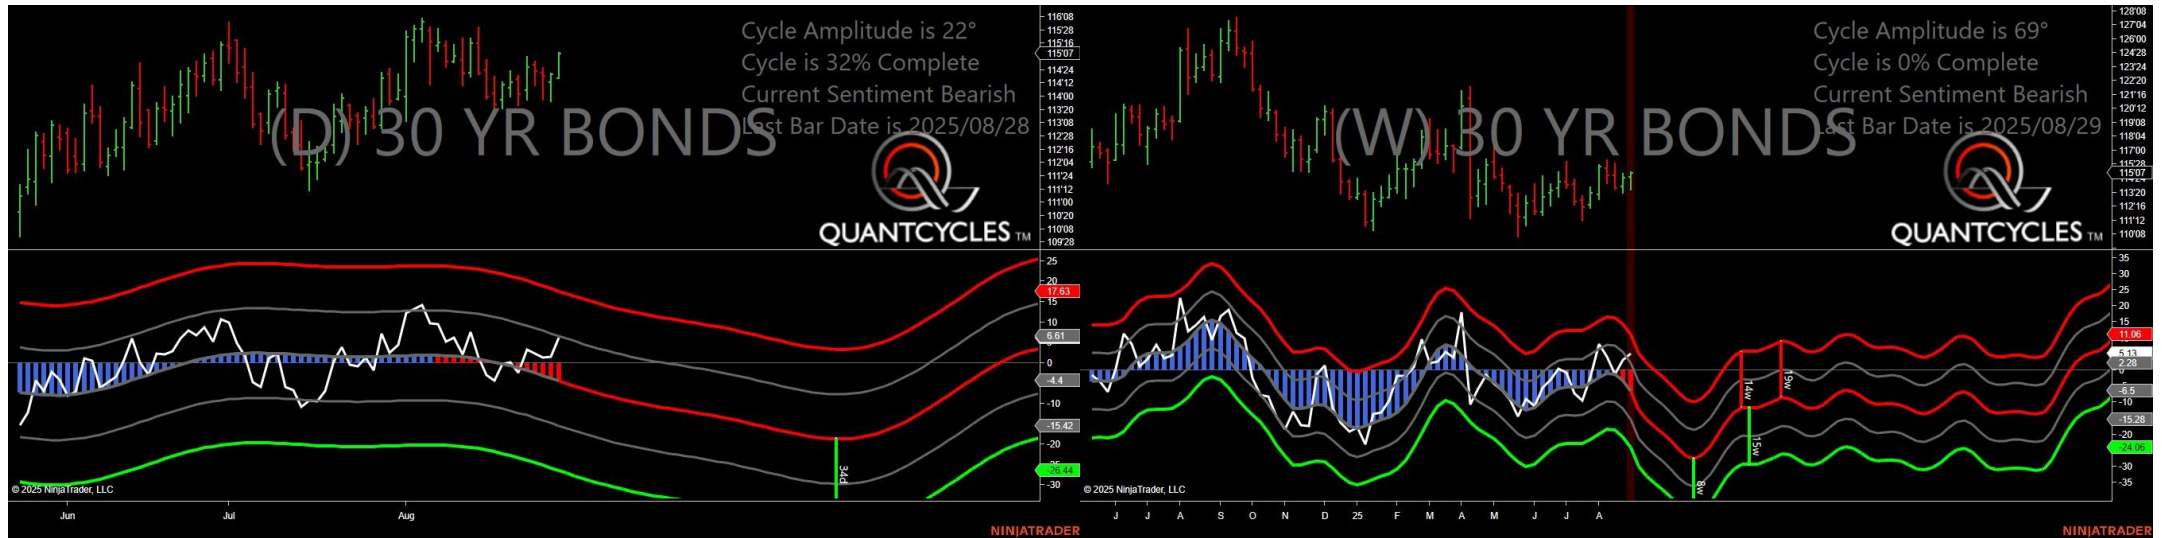 Cycle Amplitude is 22°
Cycle is 32% Complete
Current Sentiment Bearish
Last Bar Date is 2025/08/28
(D) 30 YR BONDS
QUANTCYCLES TM
116'08
115'28
115'16
115'07
114'24
114'12
114'00
113'20
113'08
112'28
112'16
112'04
111'24
111'12
111'00
110'20
110'08
109'28
25
20
17.63
15
10
6.61
0
-4.4
-10
-15.42
-20
-26.44
-30
34d
© 2025 NinjaTrader, LLC
Jun Jul Aug
NINJATRADER
Cycle Amplitude is 69°
Cycle is 0% Complete
Current Sentiment Bearish
Last Bar Date is 2025/08/29
(W) 30 YR BONDS
QUANTCYCLES TM
128'08
127'04
126'00
124'28
123'24
122'20
121'16
120'12
119'08
118'04
117'00
115'28
115'07
113'20
112'16
111'12
110'08
35
30
25
20
15
11.06
5.13
2.28
-6.5
-10
-15.28
-20
-24.06
-30
-35
14w
19w
15w
8w
© 2025 NinjaTrader, LLC
J J A S O N D 25 F M A M J J A
NINJATRADER